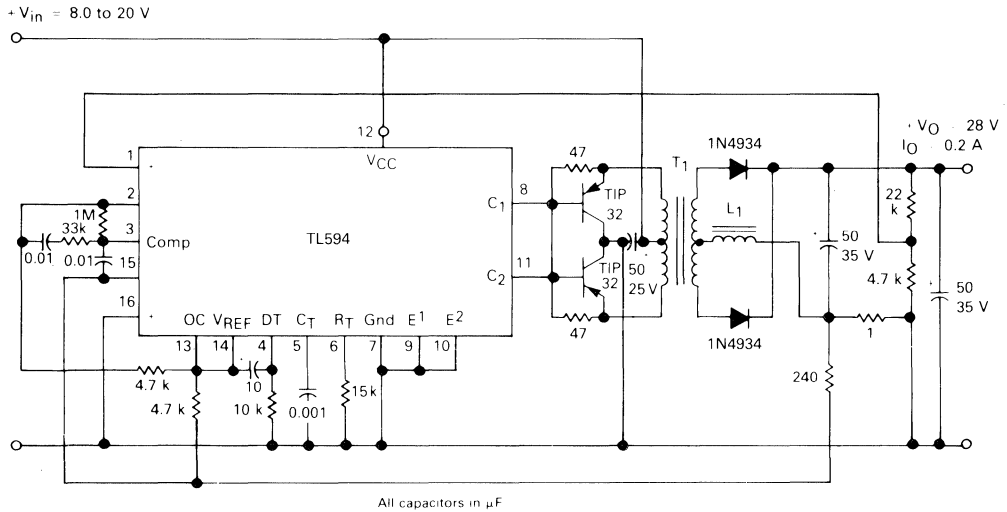 + Vin = 8.0 to 20 V
+ VO 28 V
IO 0.2 A
12
VCC
1
2
3
15
16
+
Comp
1M
33k
0.01
0.01
TL594
C1
8
C2
11
47
47
TIP
32
TIP
32
50
25 V
T1
1N4934
1N4934
L1
50
35 V
22
k
4.7 k
50
35 V
1
240
OC VREF DT CT RT Gnd E1 E2
13 14 4 5 6 7 9 10
4.7 k
4.7 k
10
10 k
0.001
15k
All capacitors in μF